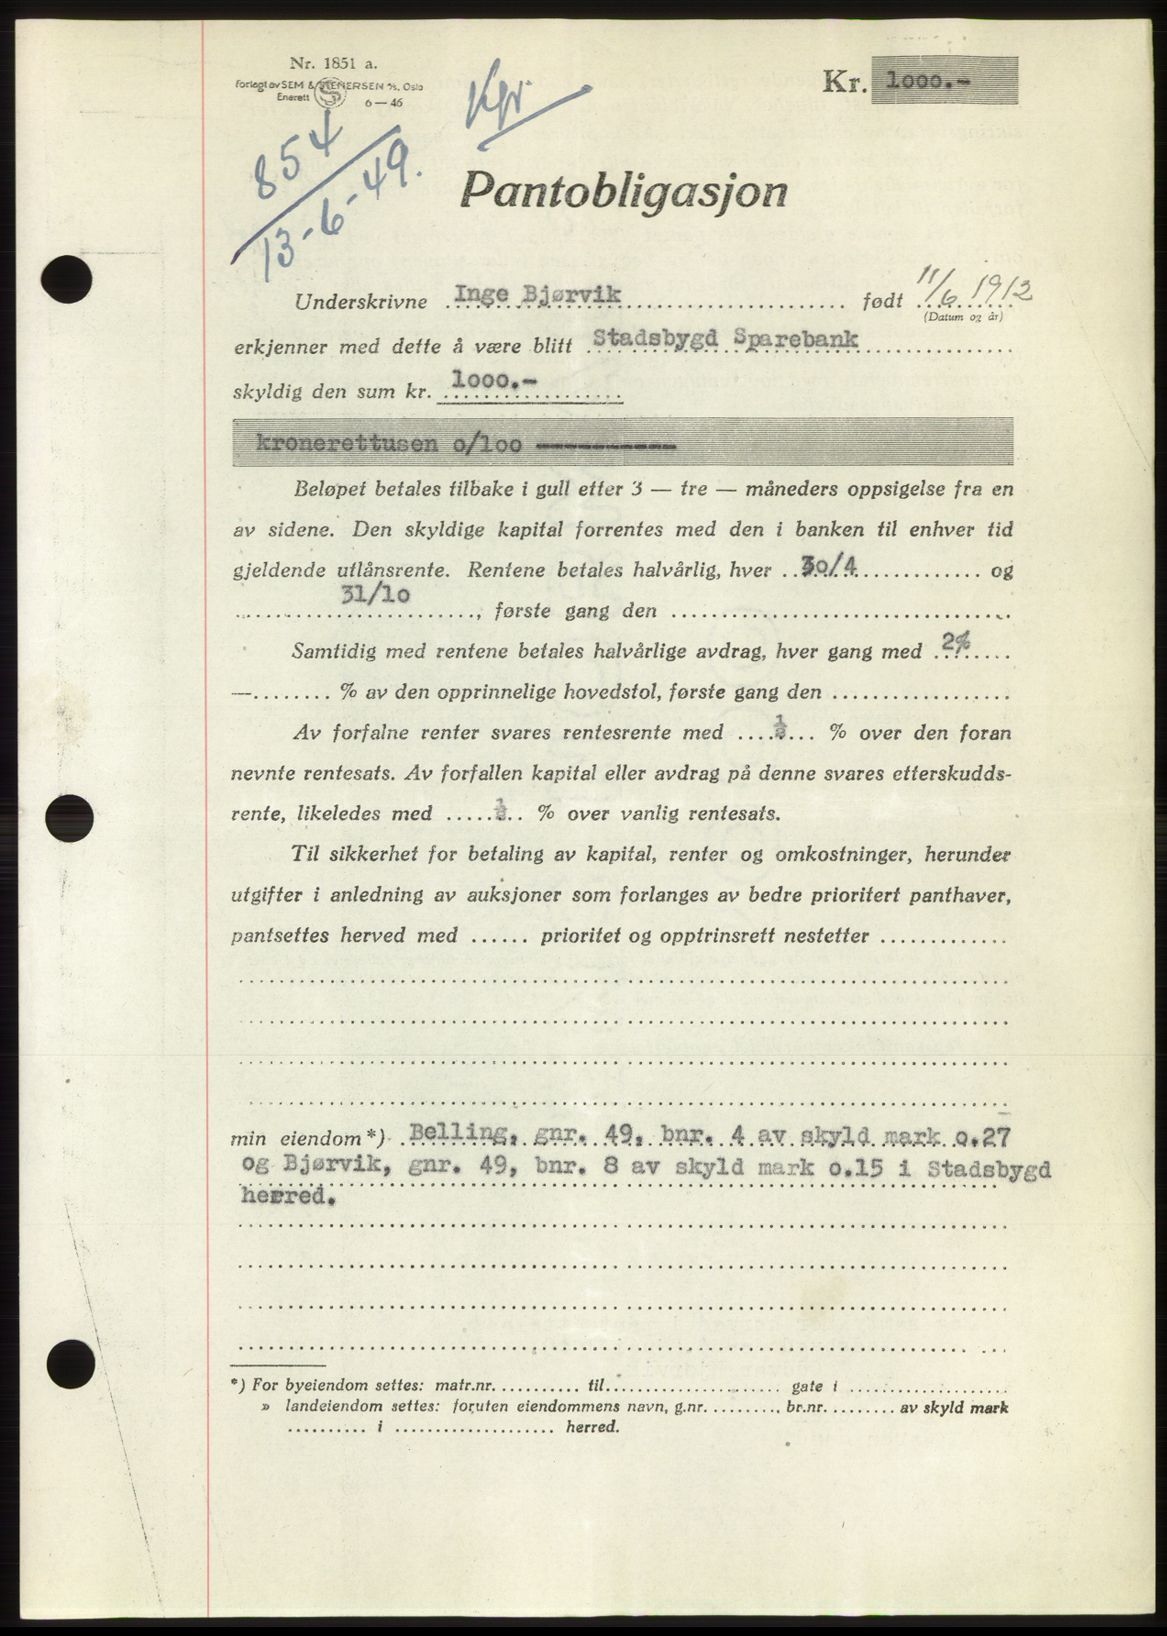 Nr. 1851 a.
Forlagt av SEM & STENERSEN A/S, Oslo
Enerett 6 — 46
Kr. 1000.-
854
13-6-49.
Pantobligasjon
Underskrivne Inge Bjørvik født 11/6 1912
(Datum og år)
erkjenner med dette å være blitt Stadsbygd Sparebank
skyldig den sum kr. 1000.-
kronerettusen 0/100
Beløpet betales tilbake i gull etter 3 — tre — måneders oppsigelse fra en
av sidene. Den skyldige kapital forrentes med den i banken til enhver tid
gjeldende utlånsrente. Rentene betales halvårlig, hver 30/4 og
31/10, første gang den
Samtidig med rentene betales halvårlige avdrag, hver gang med 2%
— % av den opprinnelige hovedstol, første gang den
Av forfalne renter svares rentesrente med ½ % over den foran
nevnte rentesats. Av forfallen kapital eller avdrag på denne svares etterskudds-
rente, likeledes med ½ % over vanlig rentesats.
Til sikkerhet for betaling av kapital, renter og omkostninger, herunder
utgifter i anledning av auksjoner som forlanges av bedre prioritert panthaver,
pantsettes herved med ...... prioritet og opptrinsrett nestetter
min eiendom*) Belling, gnr. 49, bnr. 4 av skyld mark 0.27
og Bjørvik, gnr. 49, bnr. 8 av skyld mark 0.15 i Stadsbygd
herred.
*) For byeiendom settes: matr.nr. .......... til .......... gate i ..........
» landeiendom settes: foruten eiendommens navn, g.nr. .........., br.nr. ......... av skyld mark
.......... i .................... herred.